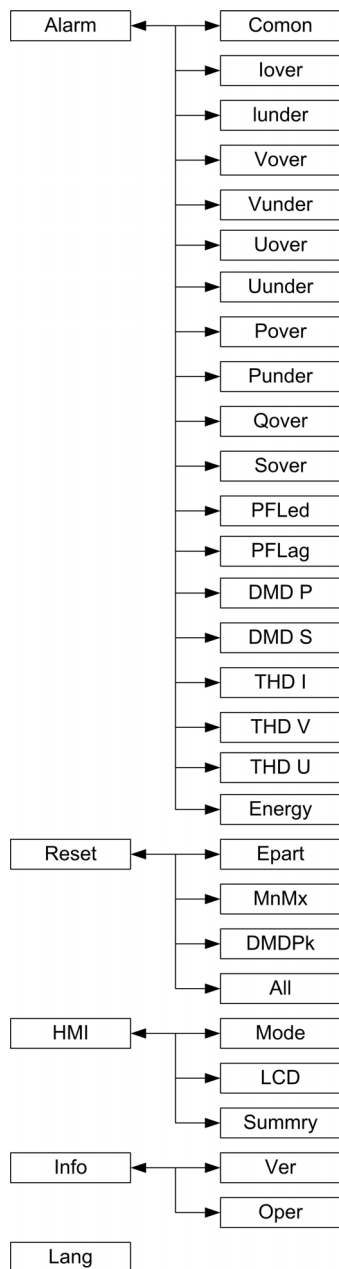 Alarm
Comon
Iover
Iunder
Vover
Vunder
Uover
Uunder
Pover
Punder
Qover
Sover
PFLed
PFLag
DMD P
DMD S
THD I
THD V
THD U
Energy
Reset
Epart
MnMx
DMDPk
All
HMI
Mode
LCD
Summry
Info
Ver
Oper
Lang